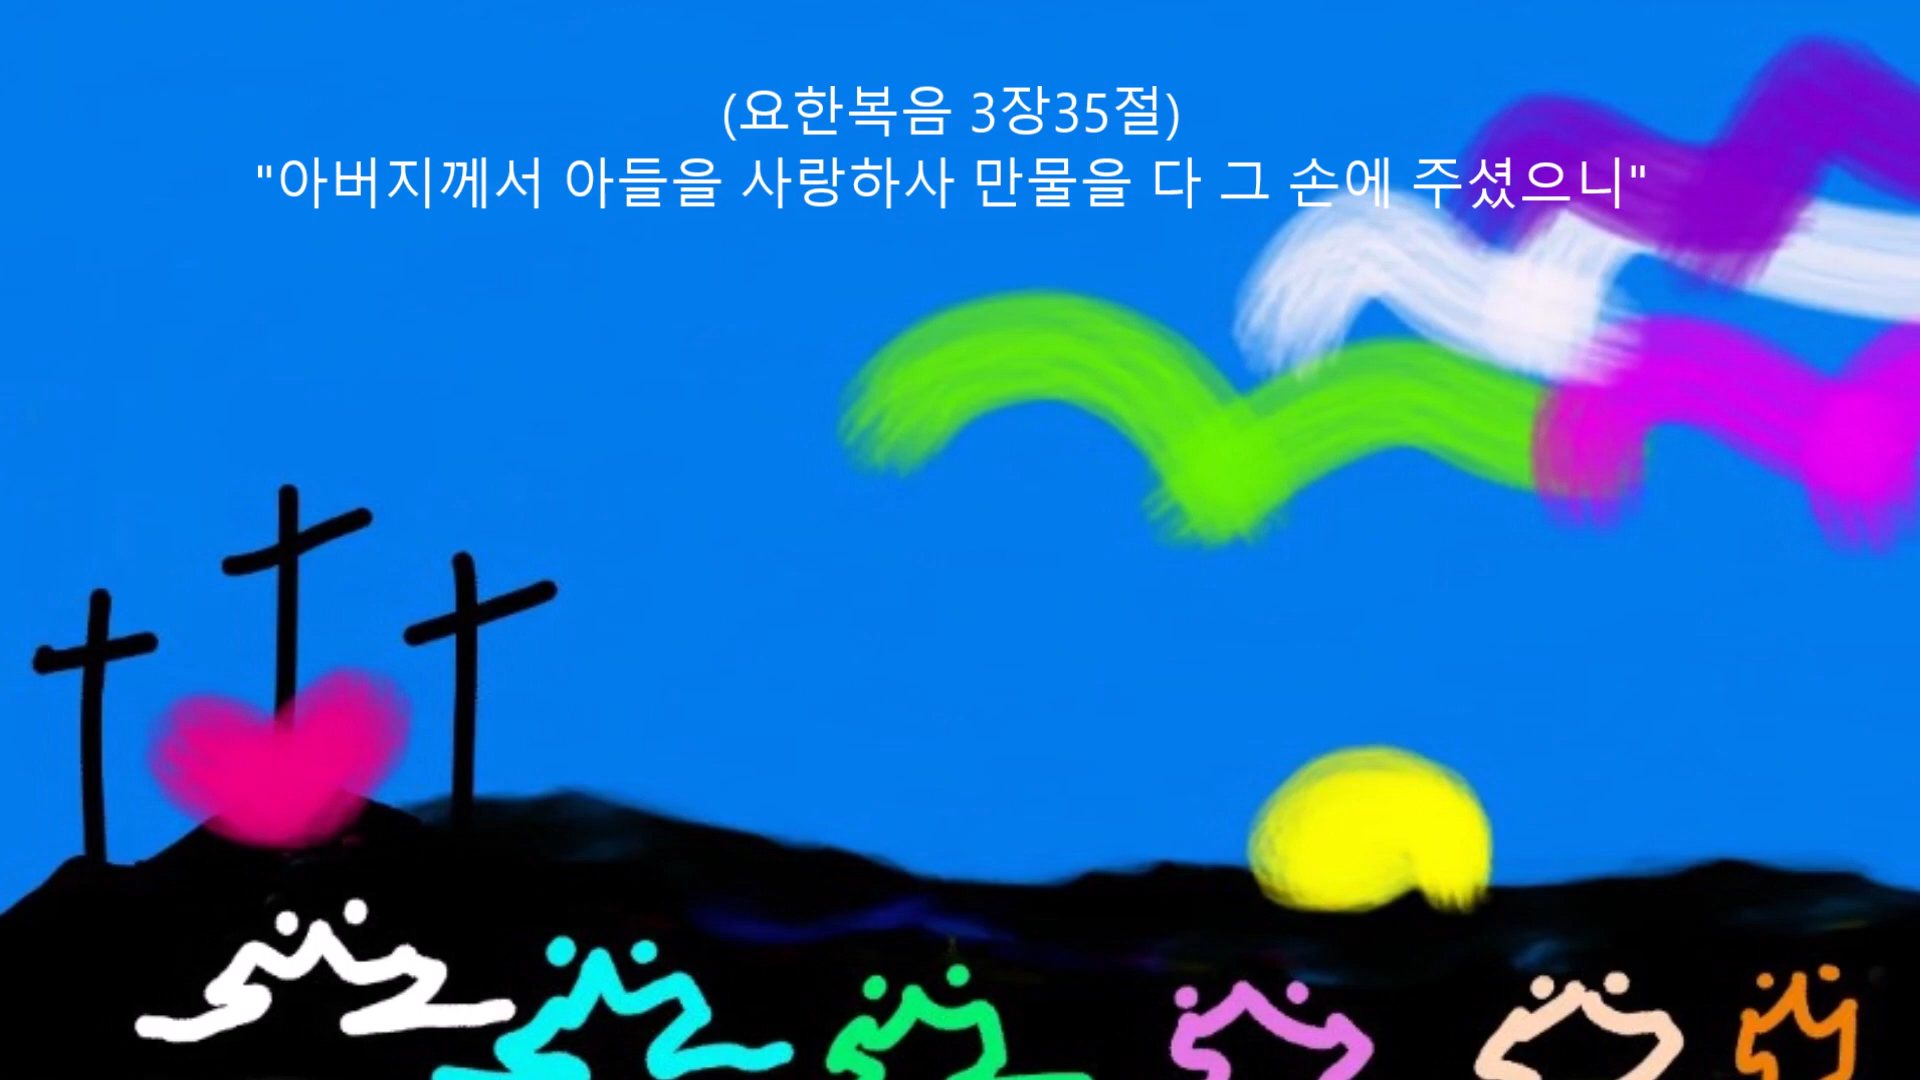 (요한복음 3장35절)
"아버지께서 아들을 사랑하사 만물을 다 그 손에 주셨으니"